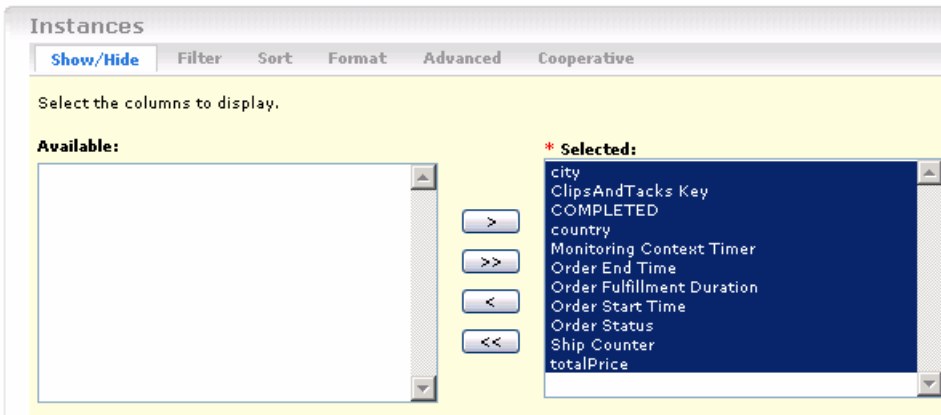 Instances
Show/Hide Filter Sort Format Advanced Cooperative
Select the columns to display.
Available:
* Selected:
city
ClipsAndTacks Key
COMPLETED
country
Monitoring Context Timer
Order End Time
Order Fulfillment Duration
Order Start Time
Order Status
Ship Counter
totalPrice
>
>>
<
<<